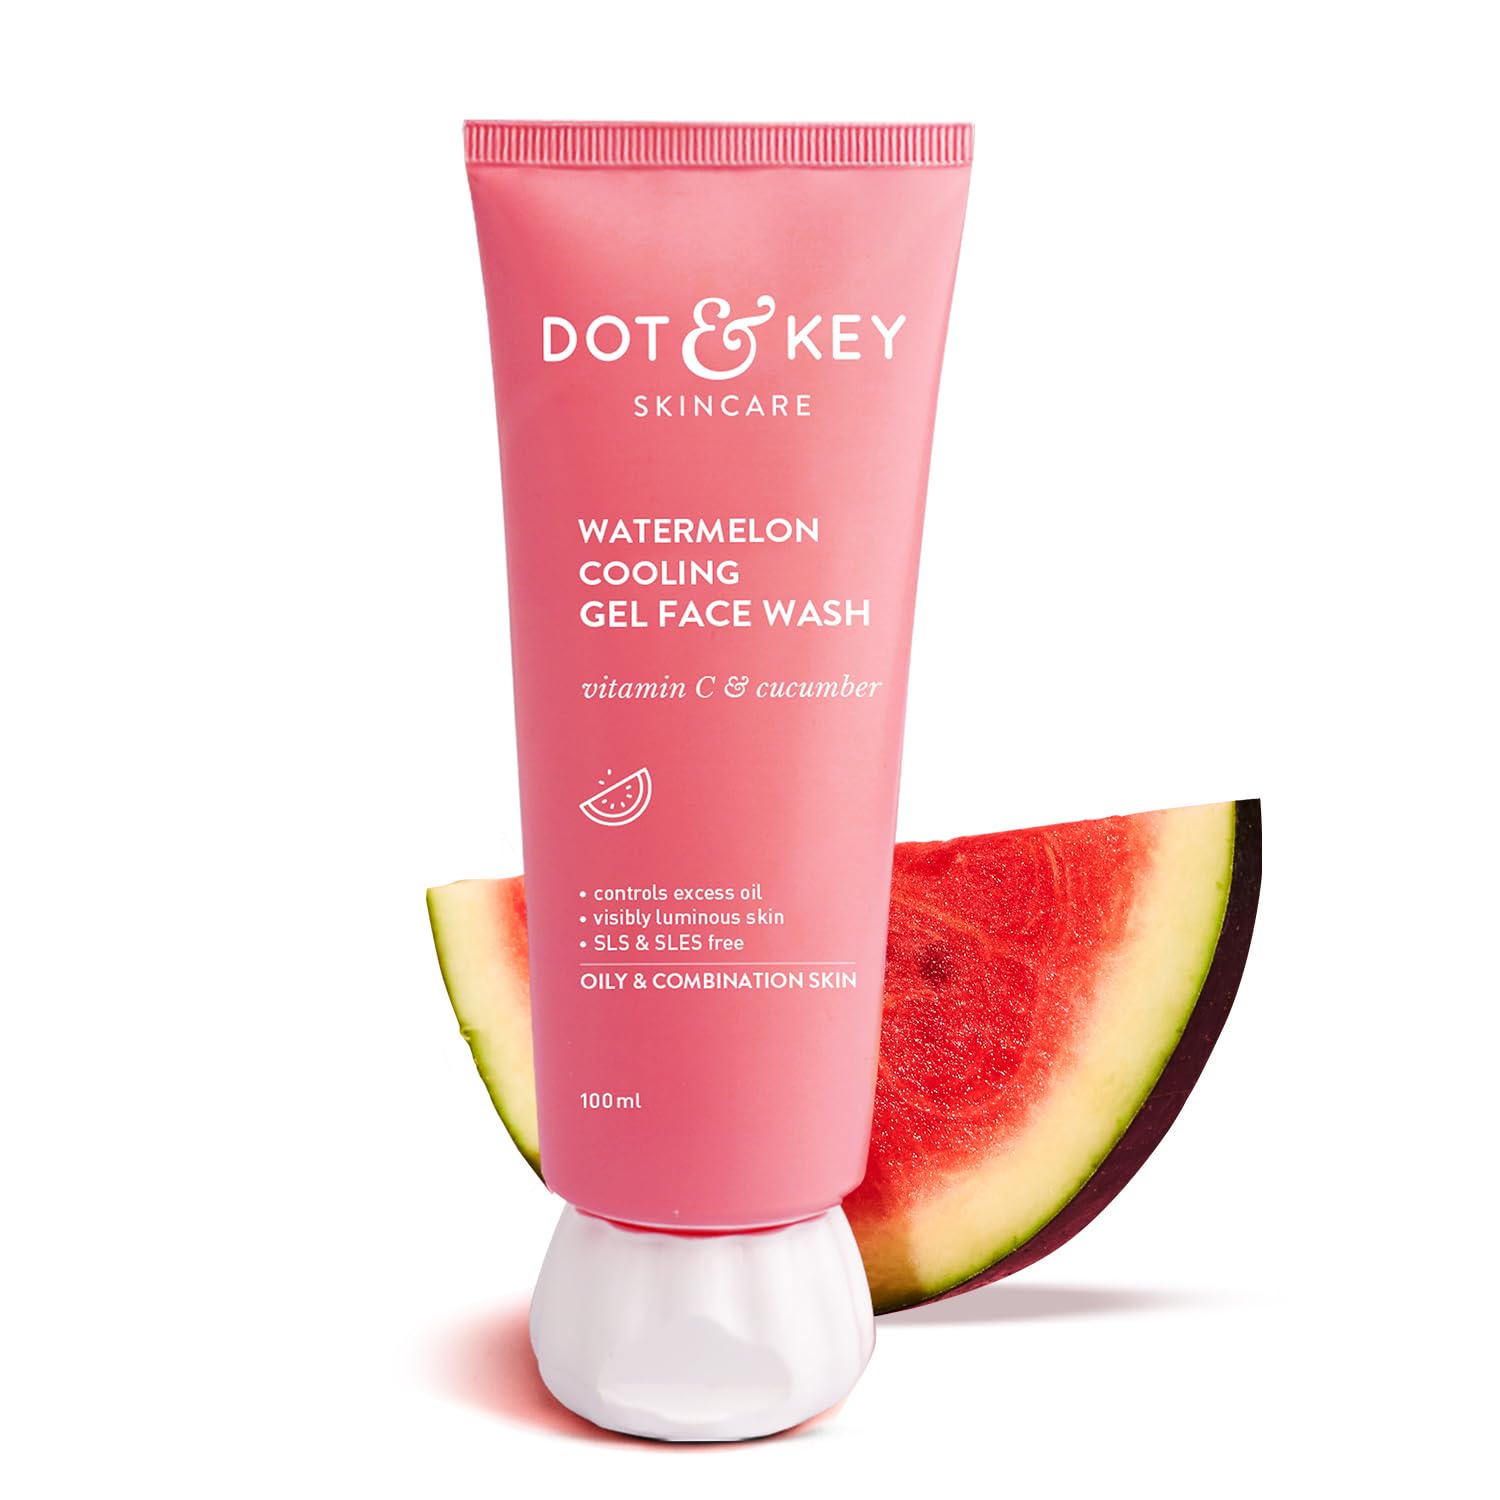 DOT & KEY
SKINCARE
WATERMELON
COOLING
GEL FACE WASH
vitamin C & cucumber
• controls excess oil
• visibly luminous skin
• SLS & SLES free
OILY & COMBINATION SKIN
100ml